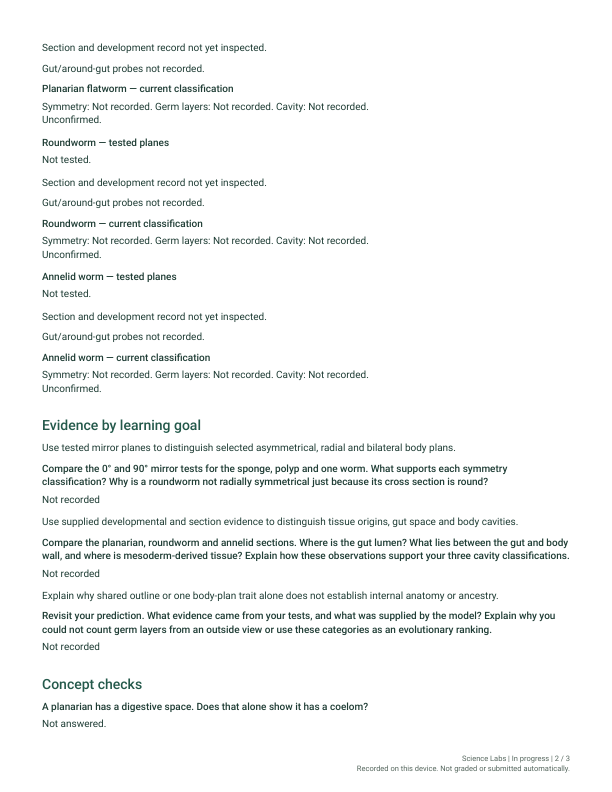 Section and development record not yet inspected.
Gut/around-gut probes not recorded.
Planarian flatworm — current classification
Symmetry: Not recorded. Germ layers: Not recorded. Cavity: Not recorded.
Unconfirmed.
Roundworm — tested planes
Not tested.
Section and development record not yet inspected.
Gut/around-gut probes not recorded.
Roundworm — current classification
Symmetry: Not recorded. Germ layers: Not recorded. Cavity: Not recorded.
Unconfirmed.
Annelid worm — tested planes
Not tested.
Section and development record not yet inspected.
Gut/around-gut probes not recorded.
Annelid worm — current classification
Symmetry: Not recorded. Germ layers: Not recorded. Cavity: Not recorded.
Unconfirmed.
Evidence by learning goal
Use tested mirror planes to distinguish selected asymmetrical, radial and bilateral body plans.
Compare the 0° and 90° mirror tests for the sponge, polyp and one worm. What supports each symmetry
classification? Why is a roundworm not radially symmetrical just because its cross section is round?
Not recorded
Use supplied developmental and section evidence to distinguish tissue origins, gut space and body cavities.
Compare the planarian, roundworm and annelid sections. Where is the gut lumen? What lies between the gut and body
wall, and where is mesoderm-derived tissue? Explain how these observations support your three cavity classifications.
Not recorded
Explain why shared outline or one body-plan trait alone does not establish internal anatomy or ancestry.
Revisit your prediction. What evidence came from your tests, and what was supplied by the model? Explain why you
could not count germ layers from an outside view or use these categories as an evolutionary ranking.
Not recorded
Concept checks
A planarian has a digestive space. Does that alone show it has a coelom?
Not answered.
Science Labs | In progress | 2 / 3
Recorded on this device. Not graded or submitted automatically.